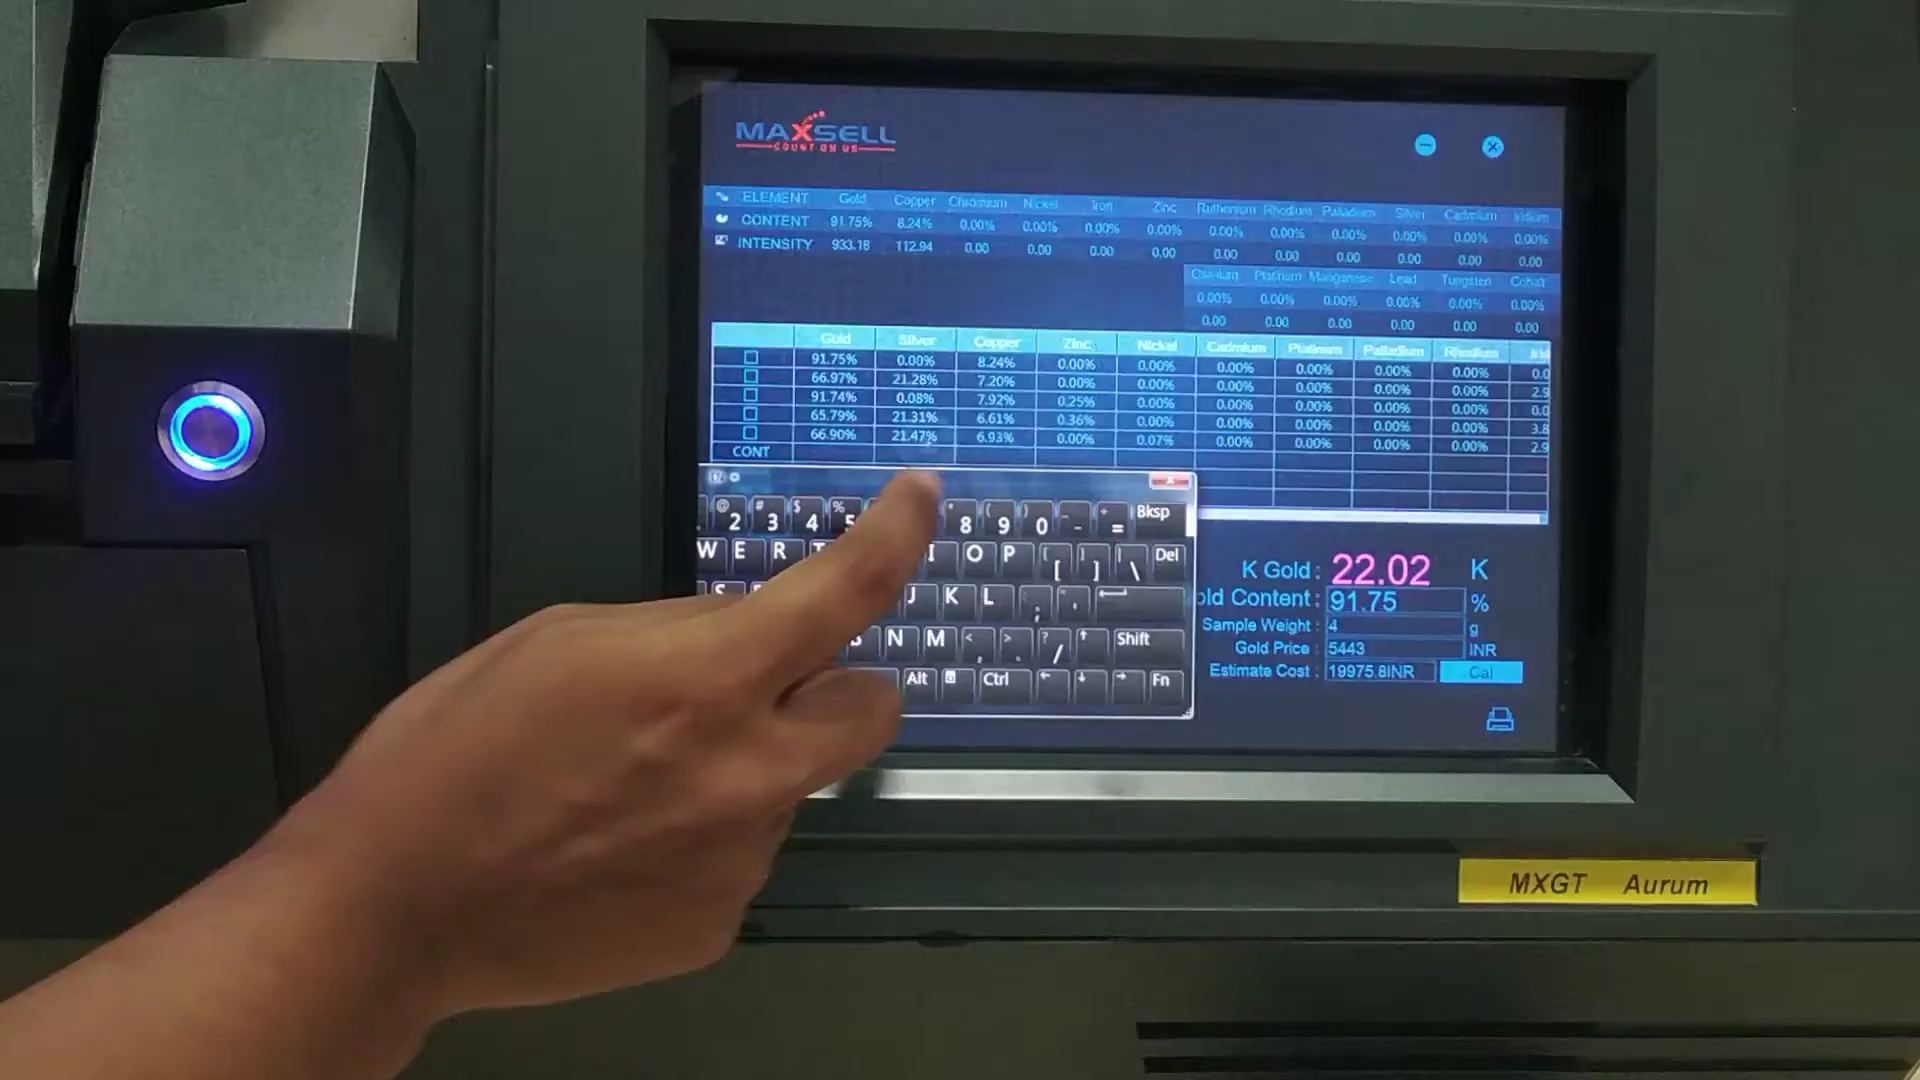 MAXSELL
COUNT ON US
ELEMENT Gold Copper Chromium Nickel Iron Zinc Ruthenium Rhodium Palladium Silver Cadmium Iridium
CONTENT 91.75% 8.24% 0.00% 0.00% 0.00% 0.00% 0.00% 0.00% 0.00% 0.00% 0.00% 0.00%
INTENSITY 933.18 112.94 0.00 0.00 0.00 0.00 0.00 0.00 0.00 0.00 0.00 0.00
Osmium Platinum Manganese Lead Tungsten Cobalt
0.00% 0.00% 0.00% 0.00% 0.00% 0.00%
0.00 0.00 0.00 0.00 0.00 0.00
Gold Silver Copper Zinc Nickel Cadmium Platinum Palladium Rhodium
91.75% 0.00% 8.24% 0.00% 0.00% 0.00% 0.00% 0.00% 0.00% 0.0
66.97% 21.28% 7.20% 0.00% 0.00% 0.00% 0.00% 0.00% 0.00% 2.9
91.74% 0.08% 7.92% 0.25% 0.00% 0.00% 0.00% 0.00% 0.00% 0.0
65.79% 21.31% 6.61% 0.36% 0.00% 0.00% 0.00% 0.00% 0.00% 3.8
66.90% 21.47% 6.93% 0.00% 0.07% 0.00% 0.00% 0.00% 0.00% 2.9
CONT
@ 2 # 3 $ 4 % 5 * 8 ( 9 ) 0 _ - + = Bksp
W E R T I O P { [ } ] | \ Del
J K L : ; " '
N M < , > . ? / Shift
Alt Ctrl Fn
K Gold : 22.02 K
old Content : 91.75 %
Sample Weight : 4 g
Gold Price : 5443 INR
Estimate Cost : 19975.8INR Cal
MXGT Aurum